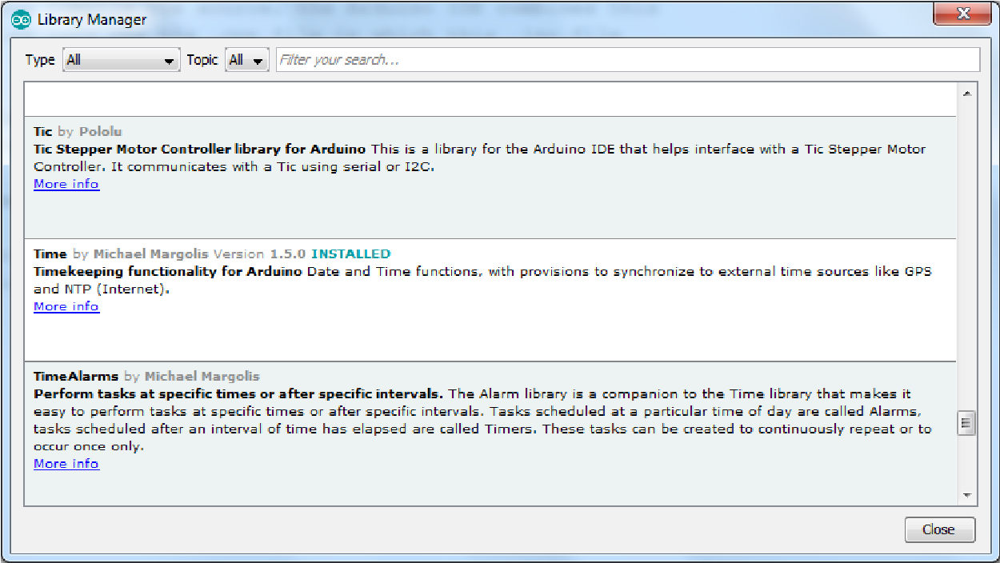 Library Manager
Type All Topic All Filter your search...
Tic by Pololu
Tic Stepper Motor Controller library for Arduino This is a library for the Arduino IDE that helps interface with a Tic Stepper Motor
Controller. It communicates with a Tic using serial or I2C.
More info
Time by Michael Margolis Version 1.5.0 INSTALLED
Timekeeping functionality for Arduino Date and Time functions, with provisions to synchronize to external time sources like GPS
and NTP (Internet).
More info
TimeAlarms by Michael Margolis
Perform tasks at specific times or after specific intervals. The Alarm library is a companion to the Time library that makes it
easy to perform tasks at specific times or after specific intervals. Tasks scheduled at a particular time of day are called Alarms,
tasks scheduled after an interval of time has elapsed are called Timers. These tasks can be created to continuously repeat or to
occur once only.
More info
Close